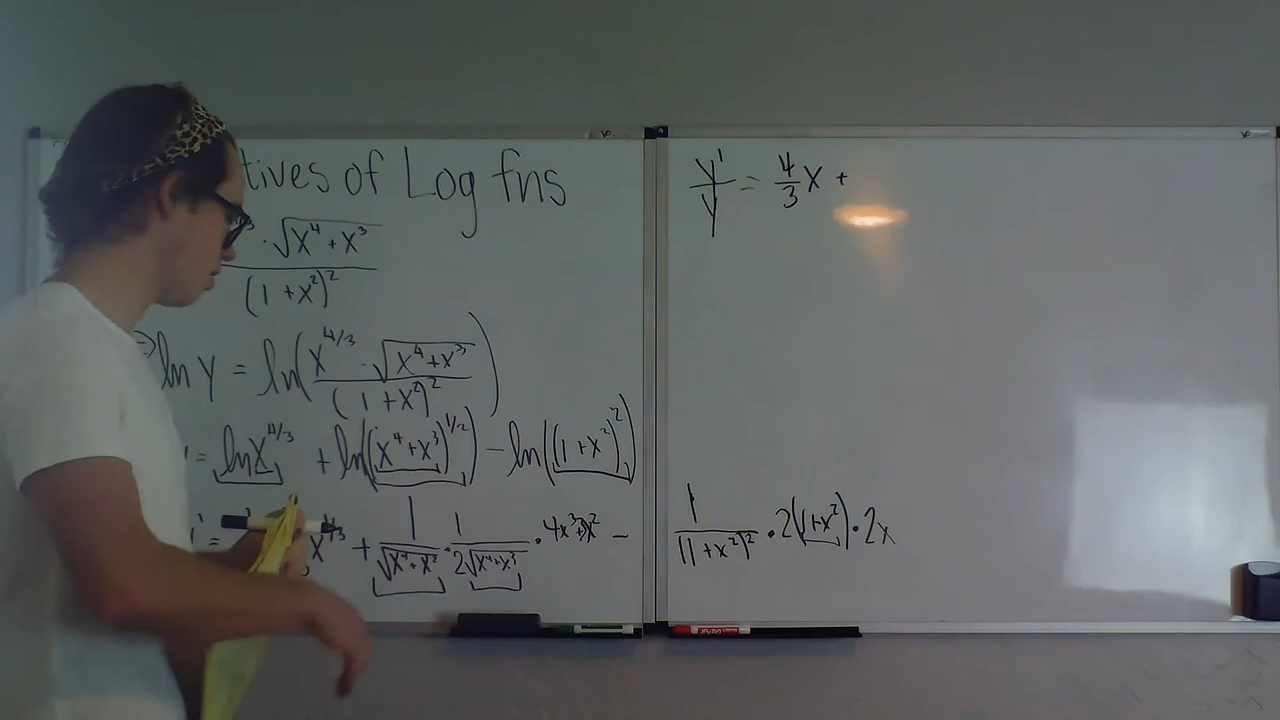 tives of Log fns
· √(x⁴ + x³)
(1 + x²)²
⇒ ln y = ln( x^4/3 · √(x⁴ + x³) / (1 + x²)² )
' = ln x^4/3 + ln((x⁴ + x³)^1/2) − ln((1 + x²)²)
' = x^1/3 + 1/√(x⁴ + x²) · 1/(2√(x⁴ + x³)) · 4x³ + 3x² − 1/(1 + x²)² · 2(1 + x²) · 2x
y'/y = 4/3 x +